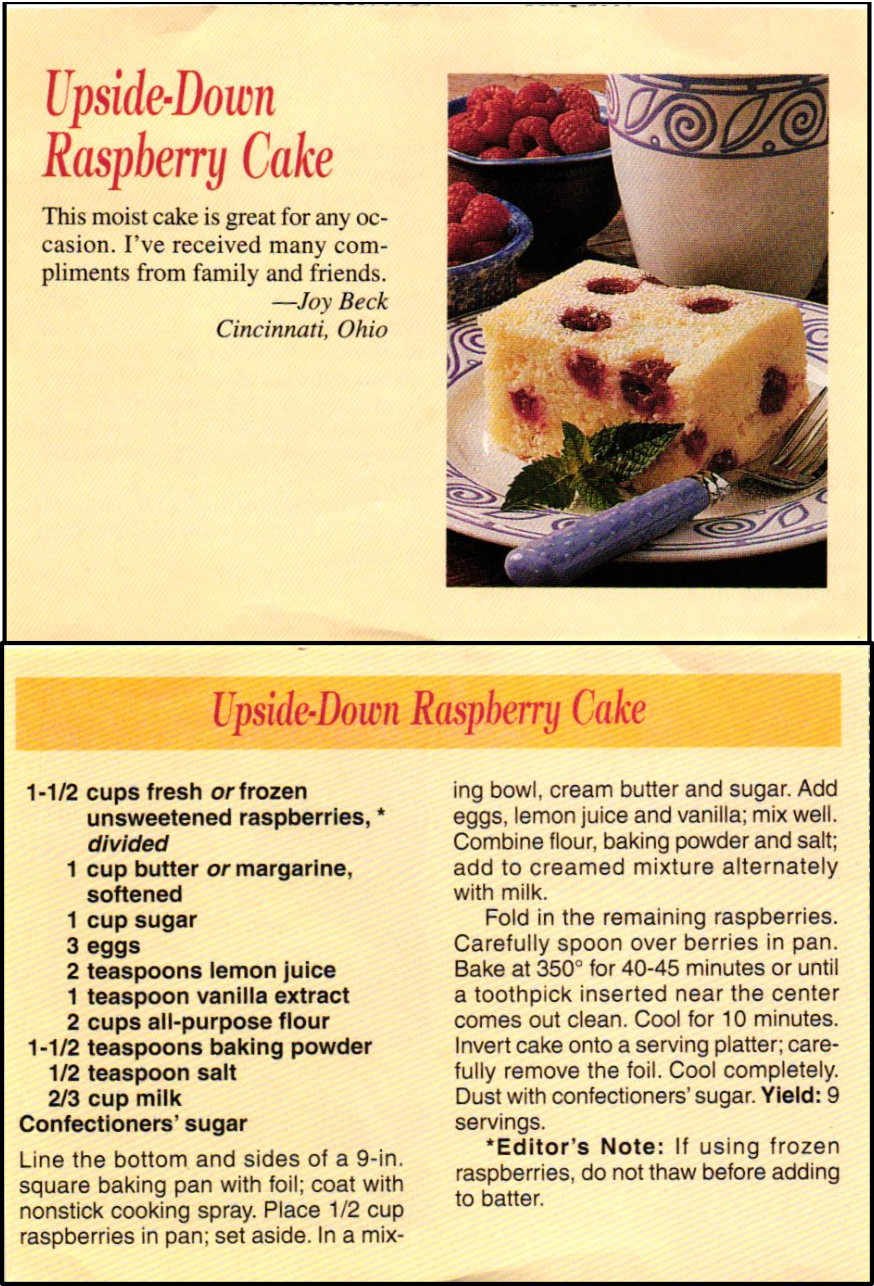 Upside-Down
Raspberry Cake
This moist cake is great for any oc-
casion. I've received many com-
pliments from family and friends.
—Joy Beck
Cincinnati, Ohio
Upside-Down Raspberry Cake
1-1/2 cups fresh or frozen
unsweetened raspberries, *
divided
1 cup butter or margarine,
softened
1 cup sugar
3 eggs
2 teaspoons lemon juice
1 teaspoon vanilla extract
2 cups all-purpose flour
1-1/2 teaspoons baking powder
1/2 teaspoon salt
2/3 cup milk
Confectioners' sugar
Line the bottom and sides of a 9-in.
square baking pan with foil; coat with
nonstick cooking spray. Place 1/2 cup
raspberries in pan; set aside. In a mix-
ing bowl, cream butter and sugar. Add
eggs, lemon juice and vanilla; mix well.
Combine flour, baking powder and salt;
add to creamed mixture alternately
with milk.
Fold in the remaining raspberries.
Carefully spoon over berries in pan.
Bake at 350° for 40-45 minutes or until
a toothpick inserted near the center
comes out clean. Cool for 10 minutes.
Invert cake onto a serving platter; care-
fully remove the foil. Cool completely.
Dust with confectioners' sugar. Yield: 9
servings.
*Editor's Note: If using frozen
raspberries, do not thaw before adding
to batter.